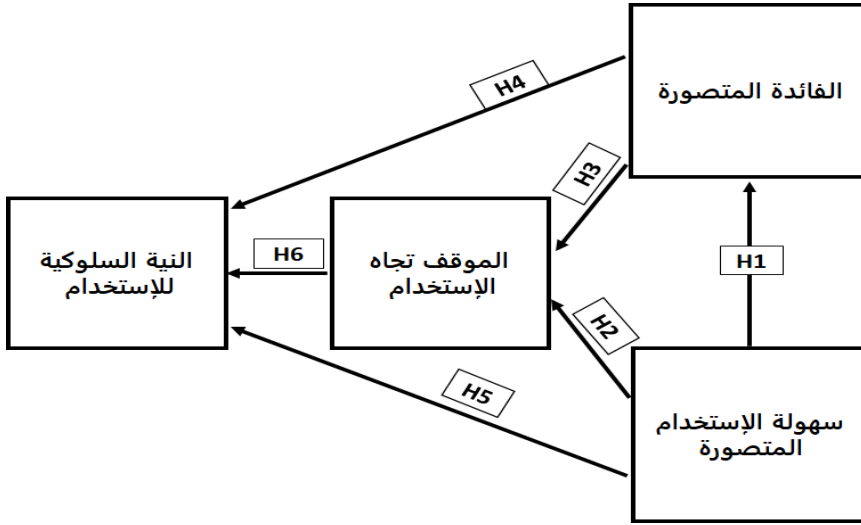 الفائدة المتصورة
H4
H3
H1
الموقف تجاه
الإستخدام
H6
النية السلوكية
للإستخدام
H2
H5
سهولة الإستخدام
المتصورة